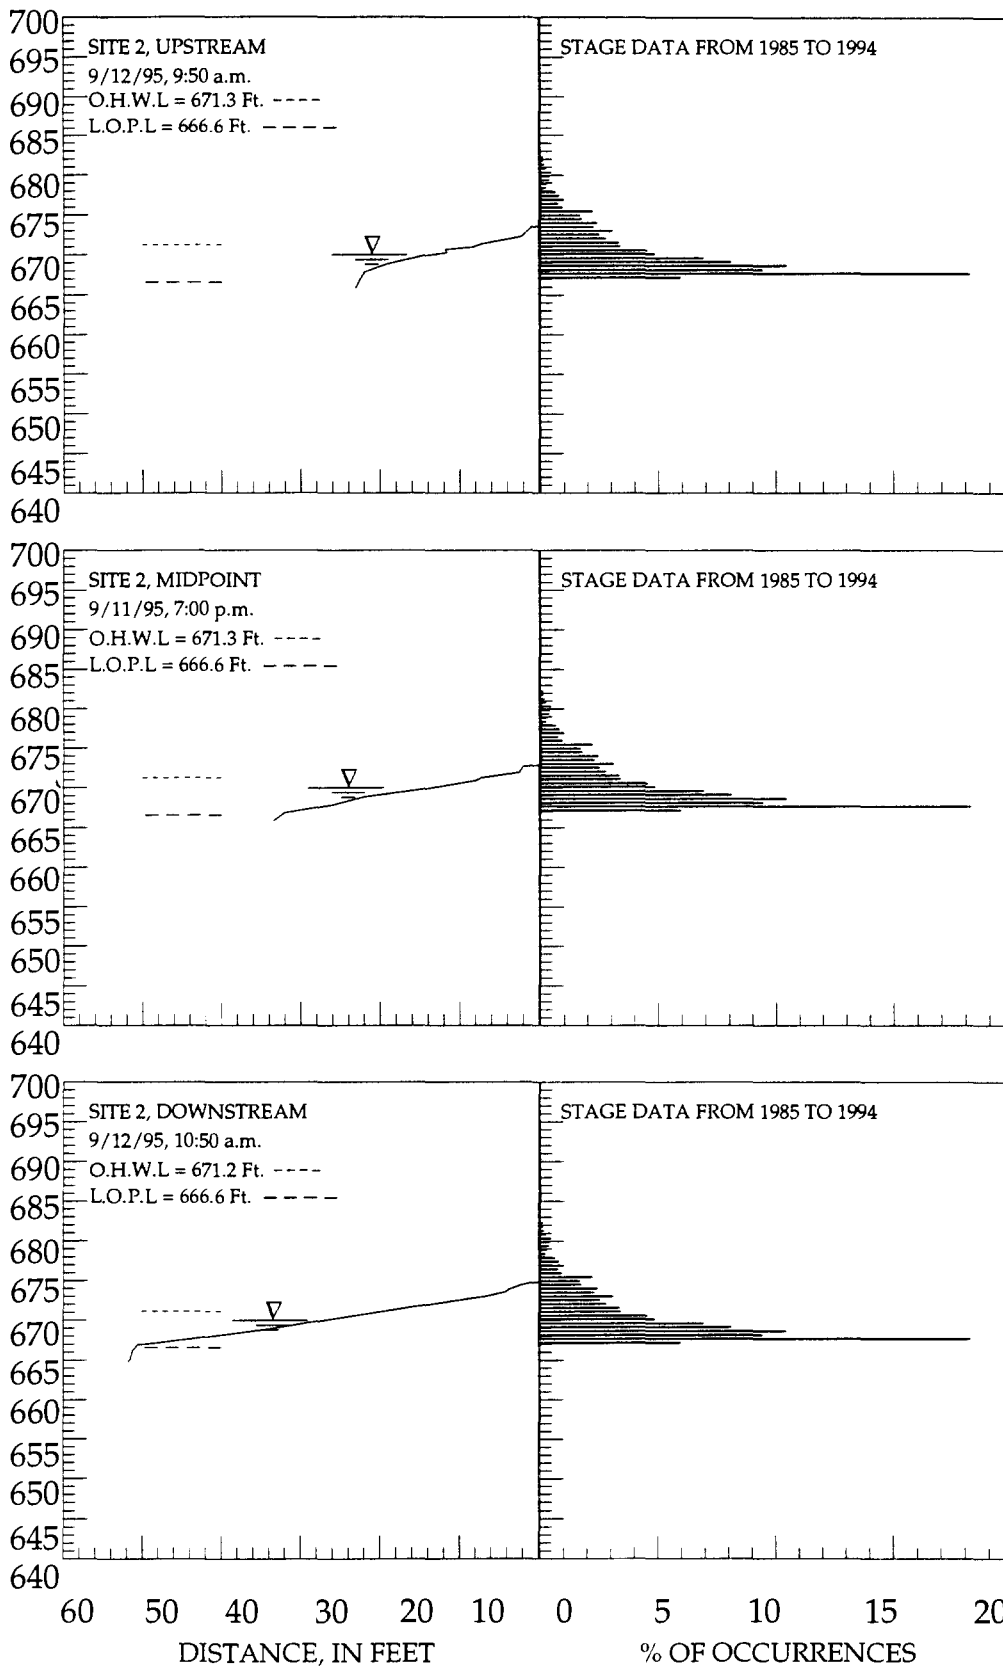 700
695
690
685
680
675
670
665
660
655
650
645
640
SITE 2, UPSTREAM
9/12/95, 9:50 a.m.
O.H.W.L = 671.3 Ft. ----
L.O.P.L = 666.6 Ft. — — — —
STAGE DATA FROM 1985 TO 1994
700
695
690
685
680
675
670
665
660
655
650
645
640
SITE 2, MIDPOINT
9/11/95, 7:00 p.m.
O.H.W.L = 671.3 Ft. ----
L.O.P.L = 666.6 Ft. — — — —
STAGE DATA FROM 1985 TO 1994
700
695
690
685
680
675
670
665
660
655
650
645
640
SITE 2, DOWNSTREAM
9/12/95, 10:50 a.m.
O.H.W.L = 671.2 Ft. ----
L.O.P.L = 666.6 Ft. — — — —
STAGE DATA FROM 1985 TO 1994
60 50 40 30 20 10 0 5 10 15 20
DISTANCE, IN FEET
% OF OCCURRENCES